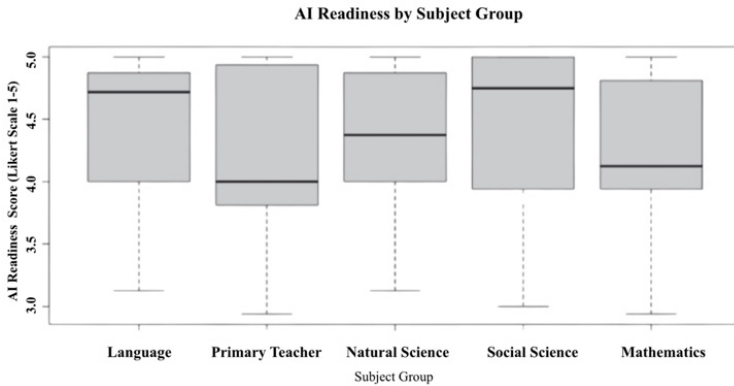 AI Readiness by Subject Group
AI Readiness Score (Likert Scale 1-5)
5.0
4.5
4.0
3.5
3.0
Language Primary Teacher Natural Science Social Science Mathematics
Subject Group